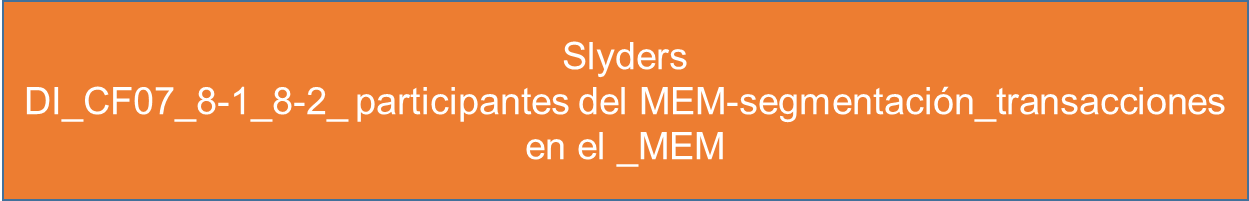 Slyders
DI_CF07_8-1_8-2_ participantes del MEM-segmentación_transacciones
en el _MEM